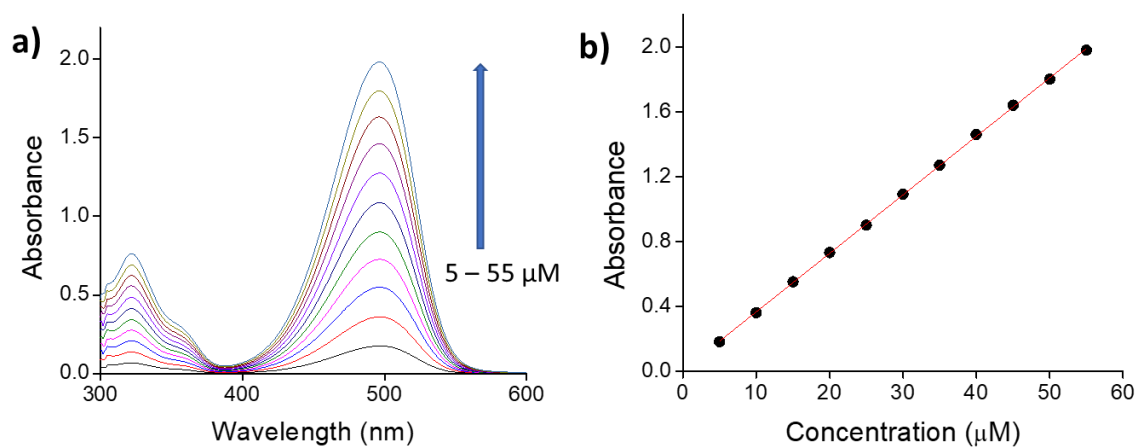 a)
2.0
1.5
1.0
0.5
0.0
Absorbance
300 400 500 600
Wavelength (nm)
5 – 55 μM
b)
2.0
1.6
1.2
0.8
0.4
0.0
Absorbance
0 10 20 30 40 50 60
Concentration (μM)